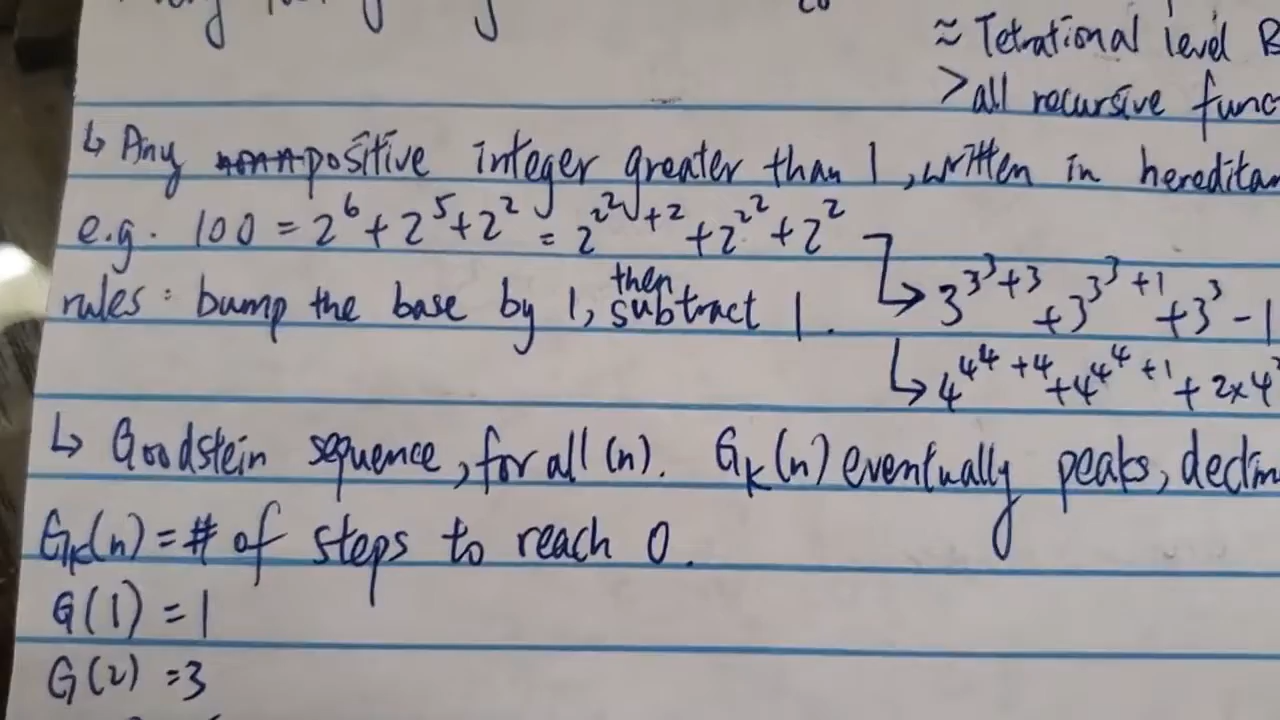 ≈ Tetrational level
>all recursive func
↳ Any positive integer greater than 1, written in hereditar
e.g. 100 = 2^6 + 2^5 + 2^2 = 2^{2^2+2} + 2^{2^2} + 2^2
rules: bump the base by 1, then subtract 1.
↳ 3^{3^3+3} + 3^{3^3+1} + 3^3 - 1
↳ 4^{4^4+4} + 4^{4^4+1} + 2×4^2
↳ Goodstein sequence, for all (n). G_k(n) eventually peaks, declin
G_k(n) = # of steps to reach 0.
G(1) = 1
G(2) = 3